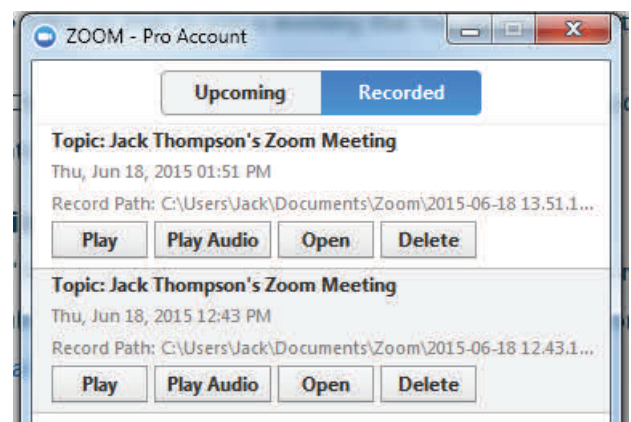 ZOOM - Pro Account
Upcoming Recorded
Topic: Jack Thompson's Zoom Meeting
Thu, Jun 18, 2015 01:51 PM
Record Path: C:\Users\Jack\Documents\Zoom\2015-06-18 13.51.1...
Play Play Audio Open Delete
Topic: Jack Thompson's Zoom Meeting
Thu, Jun 18, 2015 12:43 PM
Record Path: C:\Users\Jack\Documents\Zoom\2015-06-18 12.43.1...
Play Play Audio Open Delete